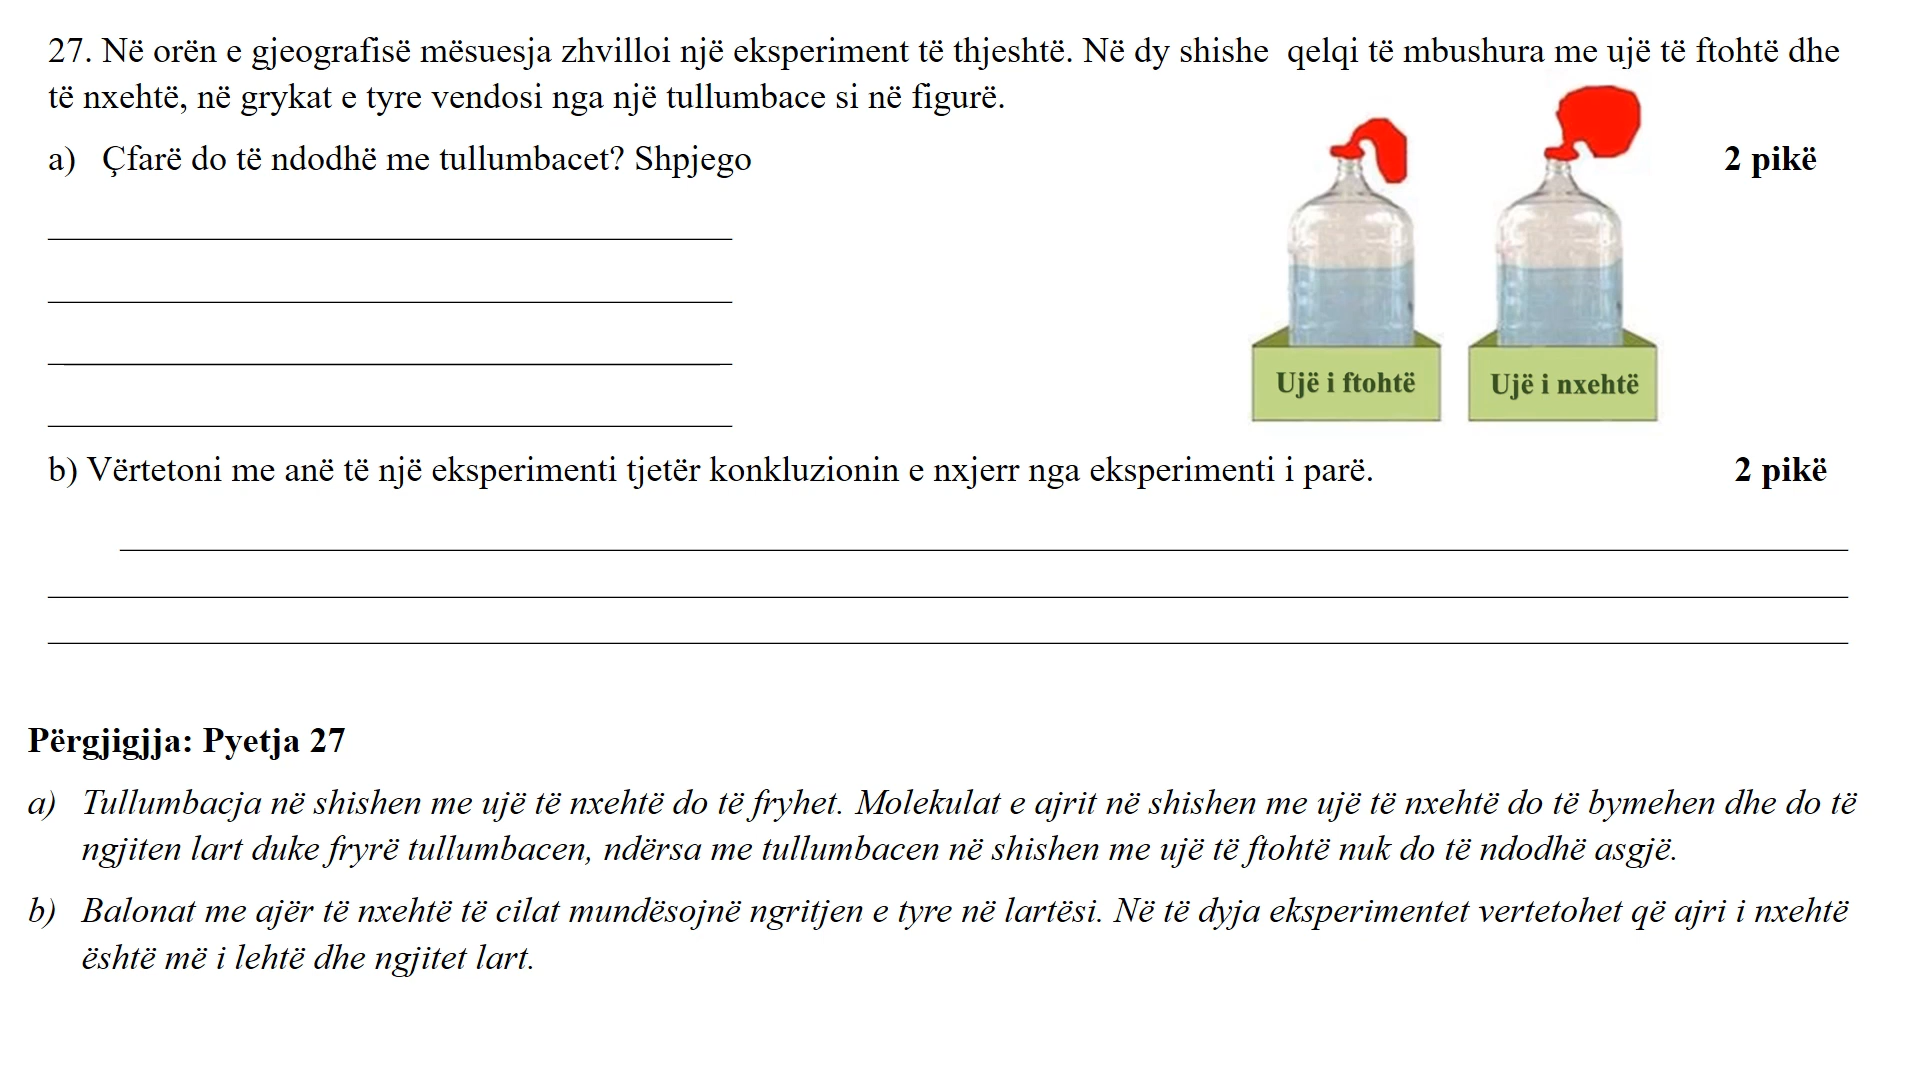 27. Në orën e gjeografisë mësuesja zhvilloi një eksperiment të thjeshtë. Në dy shishe qelqi të mbushura me ujë të ftohtë dhe
të nxehtë, në grykat e tyre vendosi nga një tullumbace si në figurë.
a) Çfarë do të ndodhë me tullumbacet? Shpjego
2 pikë
Ujë i ftohtë
Ujë i nxehtë
b) Vërtetoni me anë të një eksperimenti tjetër konkluzionin e nxjerr nga eksperimenti i parë.
2 pikë
Përgjigjja: Pyetja 27
a) Tullumbacja në shishen me ujë të nxehtë do të fryhet. Molekulat e ajrit në shishen me ujë të nxehtë do të bymehen dhe do të
ngjiten lart duke fryrë tullumbacen, ndërsa me tullumbacen në shishen me ujë të ftohtë nuk do të ndodhë asgjë.
b) Balonat me ajër të nxehtë të cilat mundësojnë ngritjen e tyre në lartësi. Në të dyja eksperimentet vertetohet që ajri i nxehtë
është më i lehtë dhe ngjitet lart.